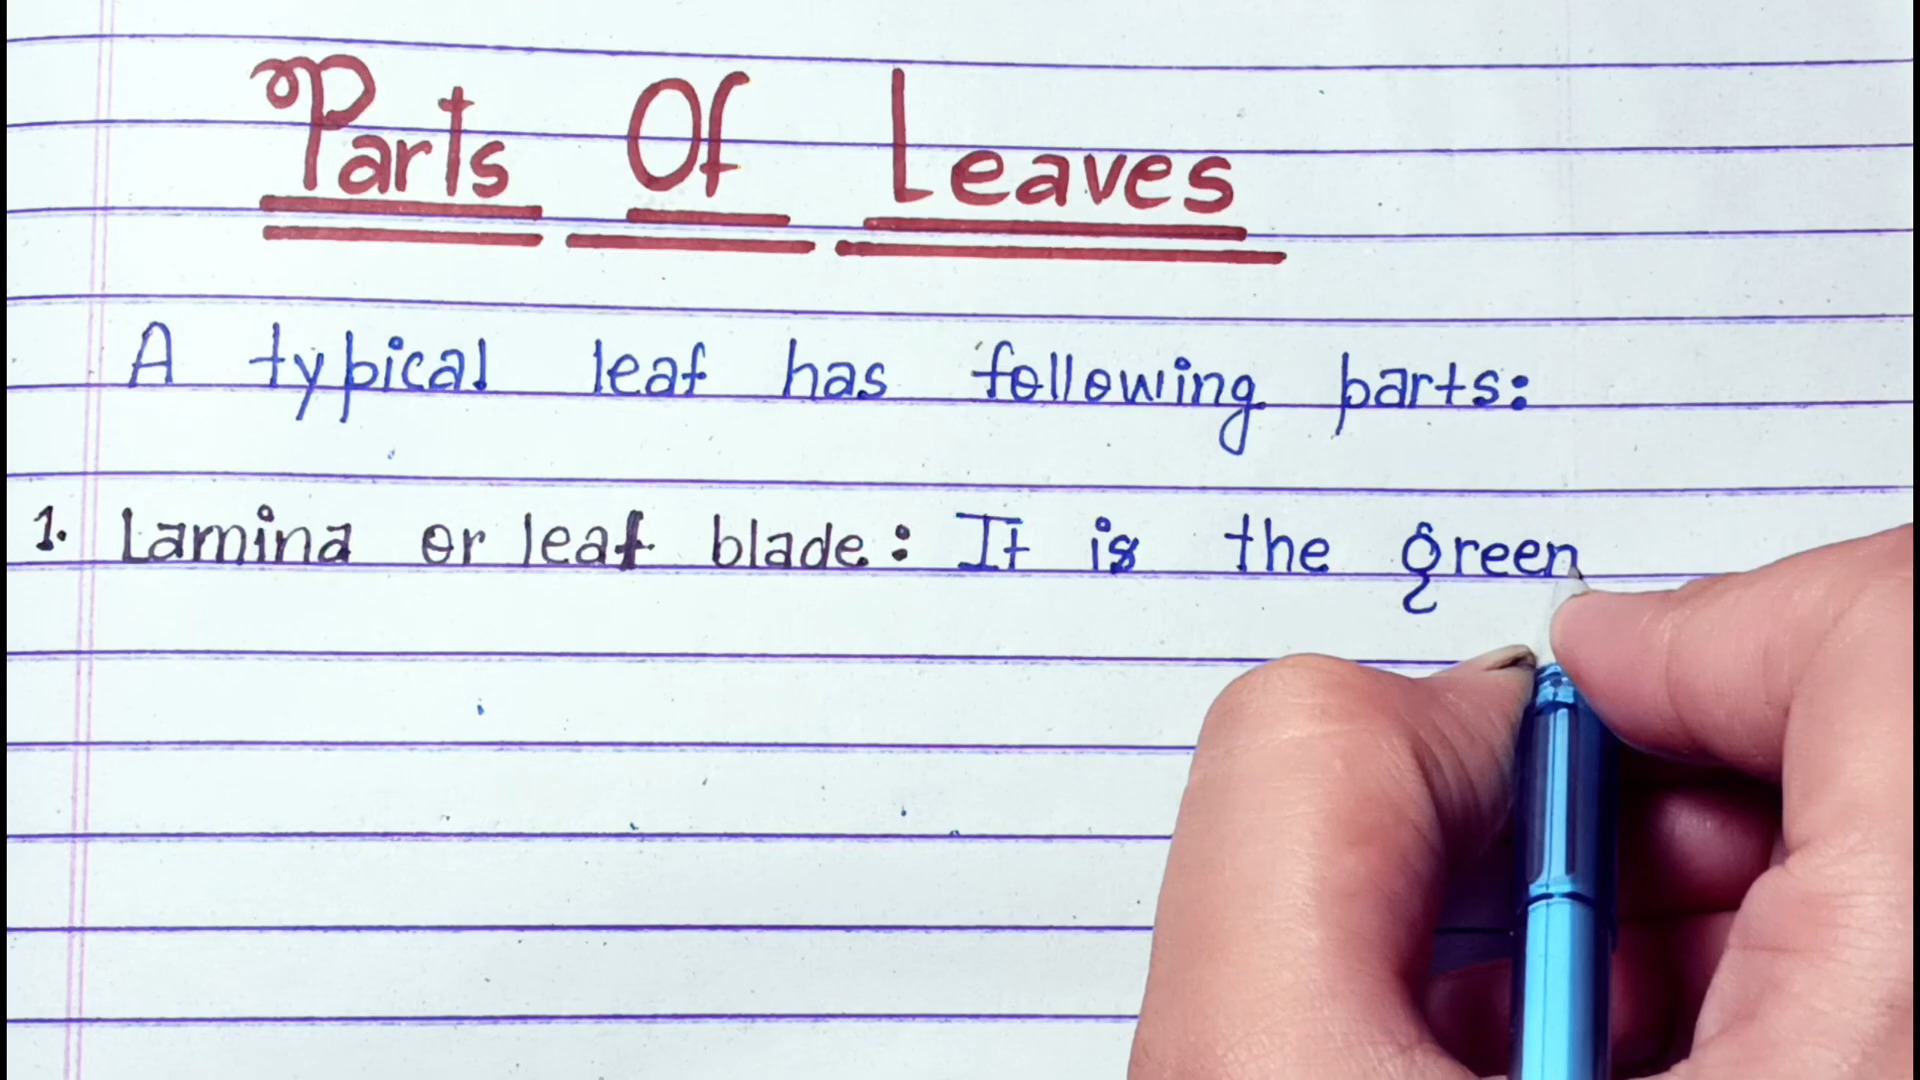 Parts Of Leaves
A typical leaf has following parts:
1. Lamina or leaf blade: It is the green